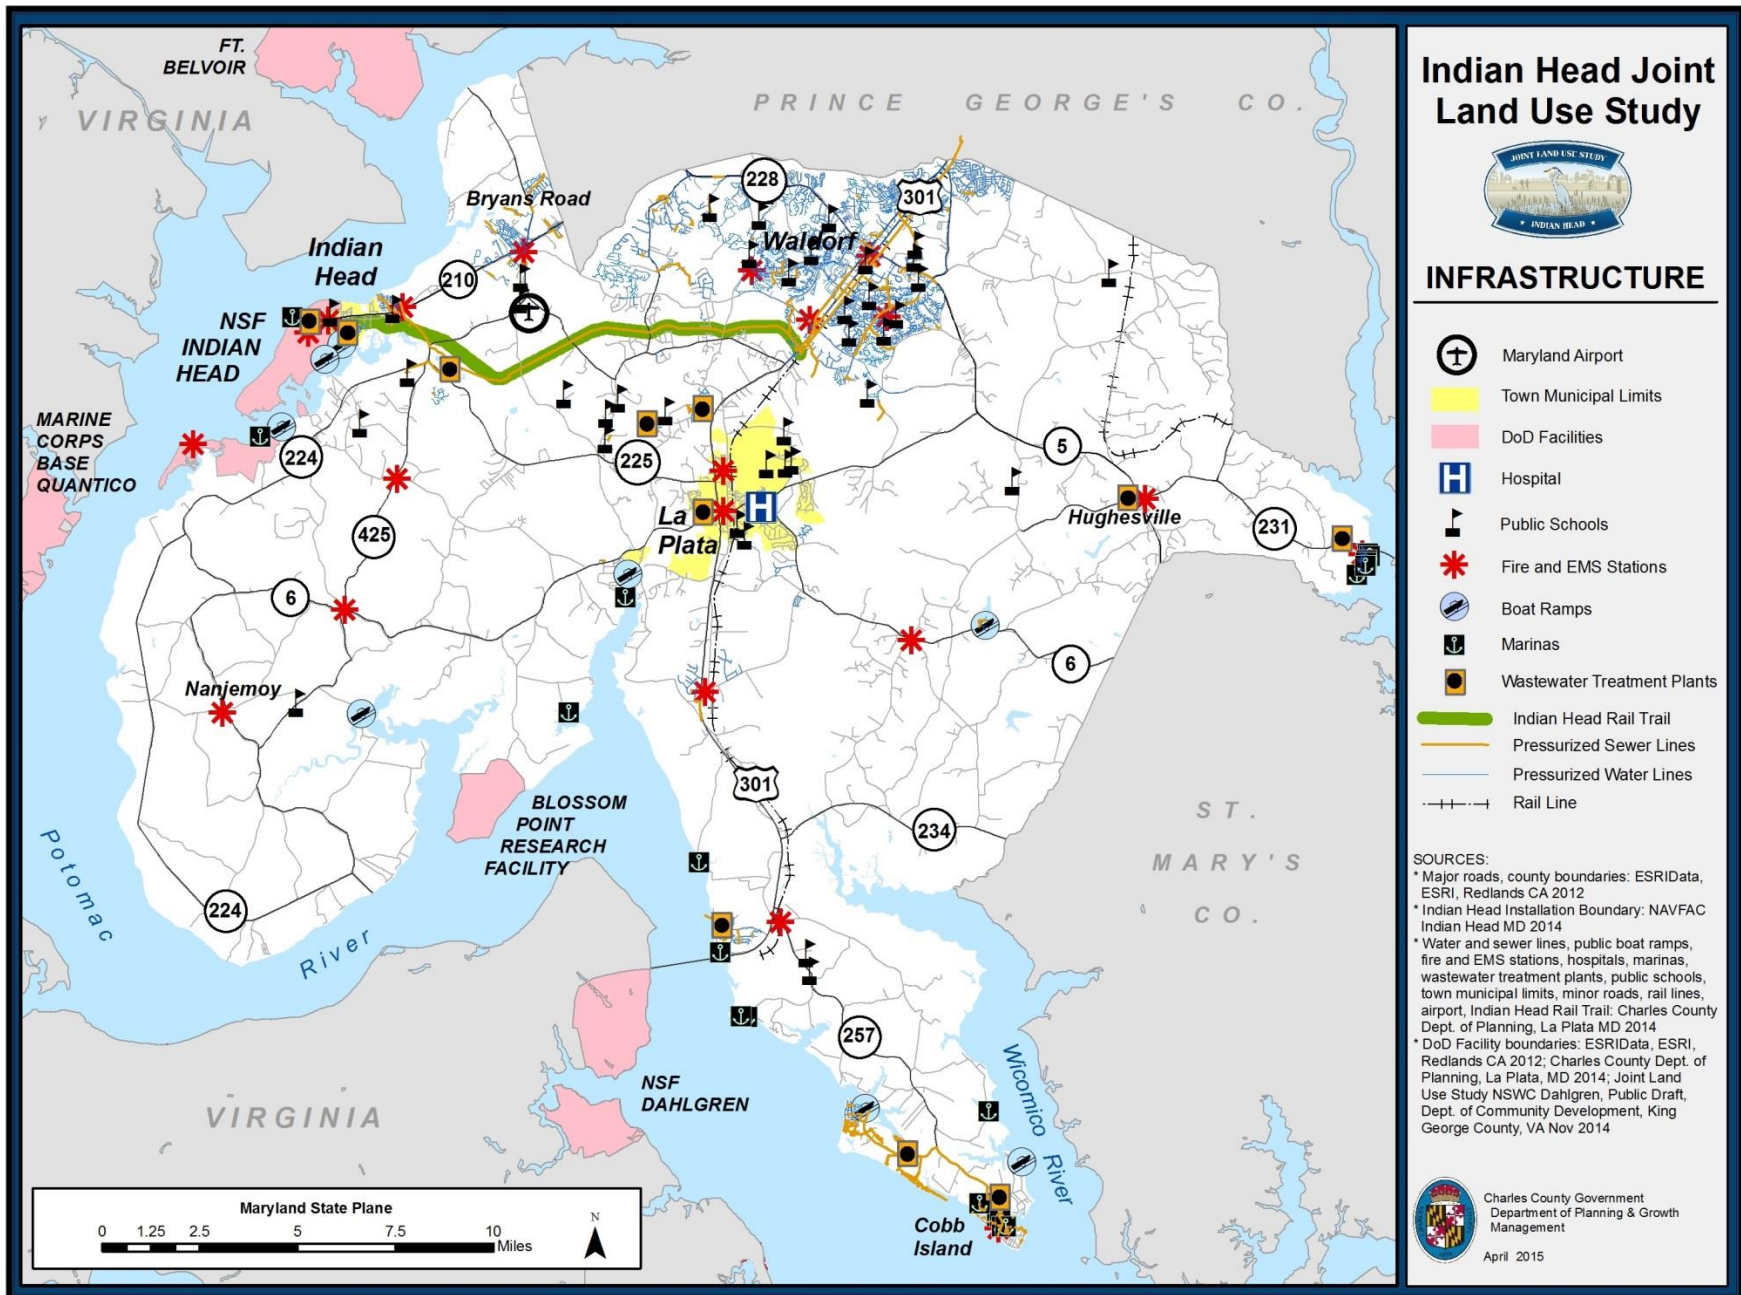 Indian Head Joint
Land Use Study
JOINT LAND USE STUDY
INDIAN HEAD
INFRASTRUCTURE
Maryland Airport
Town Municipal Limits
DoD Facilities
H
Hospital
Public Schools
Fire and EMS Stations
Boat Ramps
Marinas
Wastewater Treatment Plants
Indian Head Rail Trail
Pressurized Sewer Lines
Pressurized Water Lines
Rail Line
SOURCES:
* Major roads, county boundaries: ESRIData,
ESRI, Redlands CA 2012
* Indian Head Installation Boundary: NAVFAC
Indian Head MD 2014
* Water and sewer lines, public boat ramps,
fire and EMS stations, hospitals, marinas,
wastewater treatment plants, public schools,
town municipal limits, minor roads, rail lines,
airport, Indian Head Rail Trail: Charles County
Dept. of Planning, La Plata MD 2014
* DoD Facility boundaries: ESRIData, ESRI,
Redlands CA 2012; Charles County Dept. of
Planning, La Plata, MD 2014; Joint Land
Use Study NSWC Dahlgren, Public Draft,
Dept. of Community Development, King
George County, VA Nov 2014
Charles County Government
Department of Planning & Growth
Management
April 2015
FT.
BELVOIR
VIRGINIA
PRINCE GEORGE'S CO.
228
301
Bryans Road
Waldorf
Indian
Head
210
NSF
INDIAN
HEAD
MARINE
CORPS
BASE
QUANTICO
224
225
5
425
La
Plata
H
Hughesville
231
6
6
Nanjemoy
301
BLOSSOM
POINT
RESEARCH
FACILITY
234
ST.
MARY'S
CO.
Potomac
River
224
257
NSF
DAHLGREN
VIRGINIA
Wicomico
River
Cobb
Island
Maryland State Plane
0 1.25 2.5 5 7.5 10
Miles
N